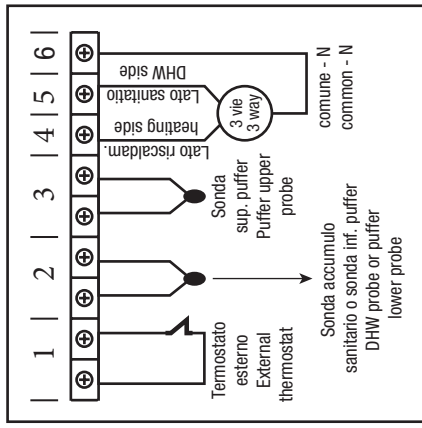 1
2
3
4
5
6
Termostato
esterno
External
thermostat
Sonda accumulo
sanitario o sonda inf. puffer
DHW probe or puffer
lower probe
Sonda
sup. puffer
Puffer upper
probe
Lato riscaldam.
heating side
Lato sanitatio
DHW side
3 vie
3 way
comune - N
common - N